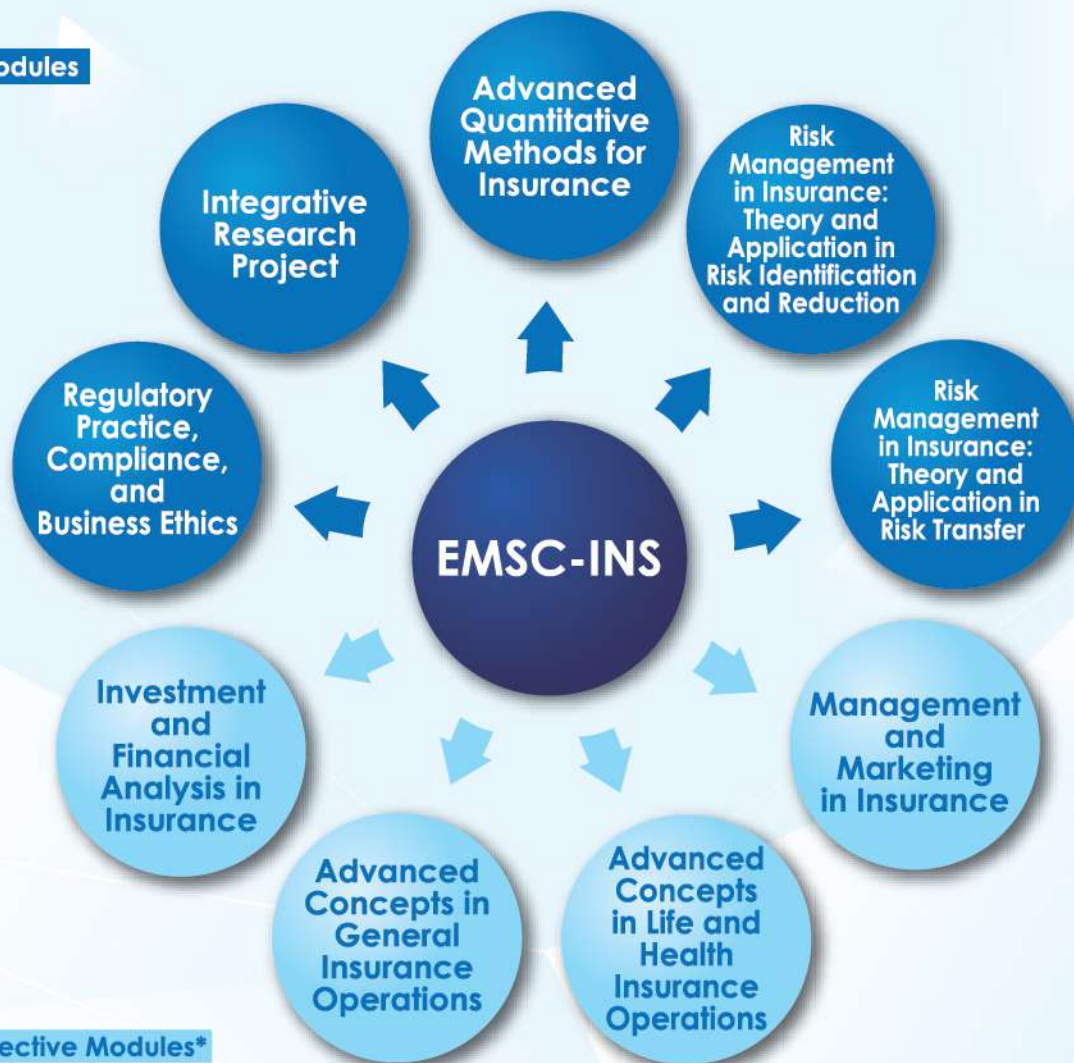 odules
Advanced
Quantitative
Methods for
Insurance
Risk
Management
in Insurance:
Theory and
Application in
Risk Identification
and Reduction
Integrative
Research
Project
Regulatory
Practice,
Compliance,
and
Business Ethics
Risk
Management
in Insurance:
Theory and
Application in
Risk Transfer
EMSC-INS
Investment
and
Financial
Analysis in
Insurance
Management
and
Marketing
in Insurance
Advanced
Concepts in
General
Insurance
Operations
Advanced
Concepts
in Life and
Health
Insurance
Operations
ective Modules*